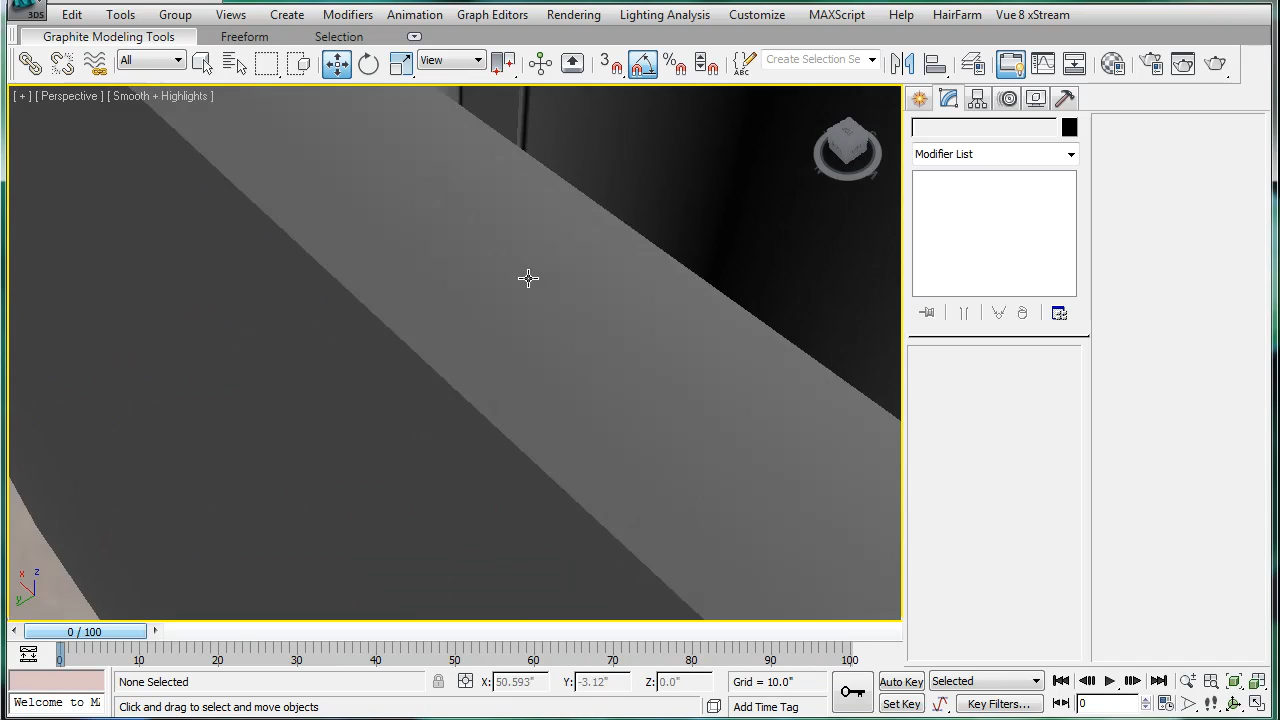 3DS Edit Tools Group Views Create Modifiers Animation Graph Editors Rendering Lighting Analysis Customize MAXScript Help HairFarm Vue 8 xStream
Graphite Modeling Tools Freeform Selection
All View 3 % ABC Create Selection Se
[ + ] [ Perspective ] [ Smooth + Highlights ]
Modifier List
x z
y
0 / 100
0 10 20 30 40 50 60 70 80 90 100
None Selected X: 50.593" Y: -3.12" Z: 0.0" Grid = 10.0" Auto Key Selected
Welcome to M Click and drag to select and move objects Add Time Tag Set Key Key Filters... 0